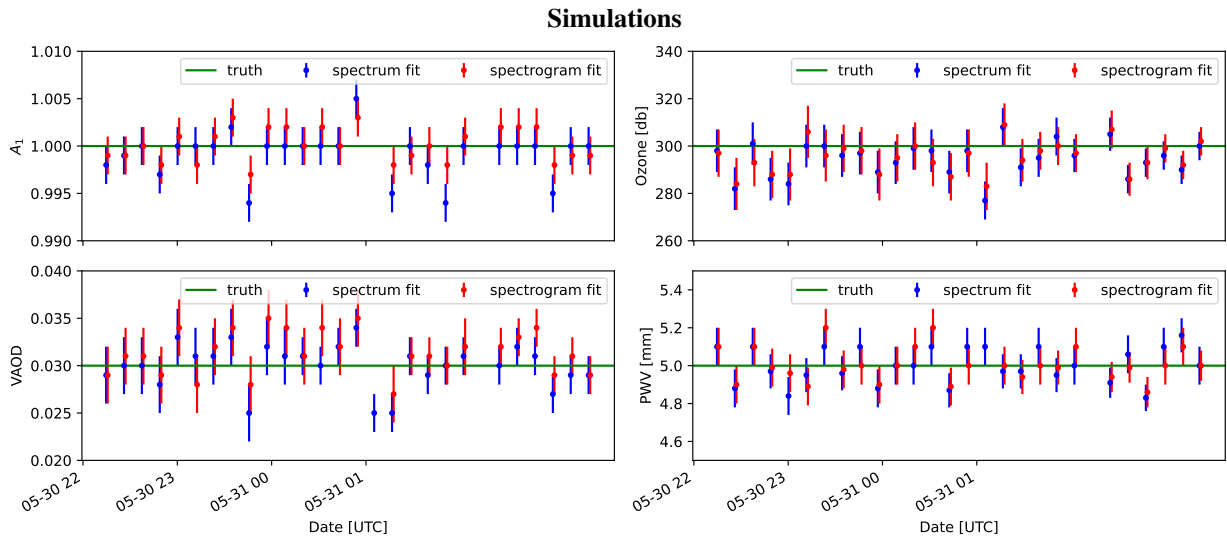 Simulations
1.010
1.005
1.000
0.995
0.990
A1
truth spectrum fit spectrogram fit
340
320
300
280
260
Ozone [db]
truth spectrum fit spectrogram fit
0.040
0.035
0.030
0.025
0.020
VAOD
truth spectrum fit spectrogram fit
05-30 22
05-30 23
05-31 00
05-31 01
Date [UTC]
5.4
5.2
5.0
4.8
4.6
PWV [mm]
truth spectrum fit spectrogram fit
05-30 22
05-30 23
05-31 00
05-31 01
Date [UTC]